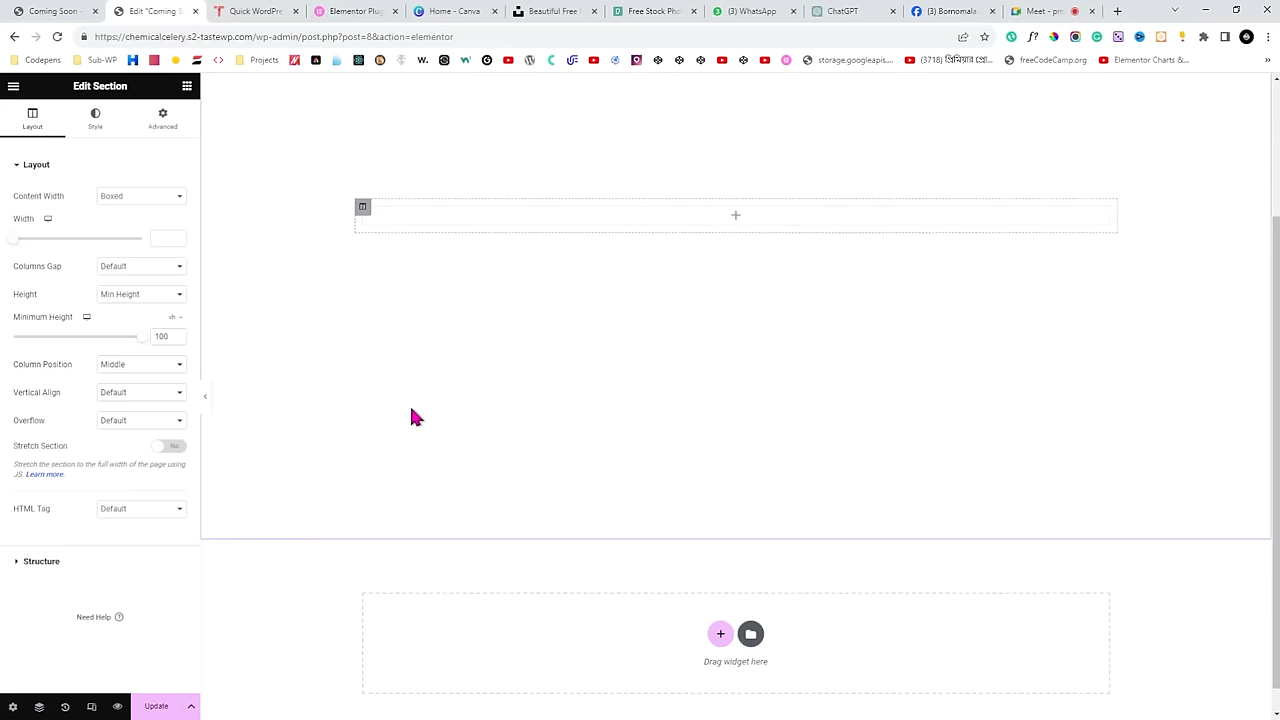 Coming Soon -
Edit "Coming S
Quick WordPre
Elementor Plug
Home - Canva
Beautiful Free
Free Stock Pho
(3) WhatsApp
ChatGPT
(3) Bornomala
Meet - pm
https://chemicalcelery.s2-tastewp.com/wp-admin/post.php?post=8&action=elementor
Codepens
Sub-WP
Projects
storage.googleapis....
(3718)
freeCodeCamp.org
Elementor Charts &...
Edit Section
Layout
Style
Advanced
Layout
Content Width
Boxed
Width
Columns Gap
Default
Height
Min Height
Minimum Height
vh
100
Column Position
Middle
Vertical Align
Default
Overflow
Default
Stretch Section
No
Stretch the section to the full width of the page using
JS. Learn more.
HTML Tag
Default
Structure
Need Help
Drag widget here
Update